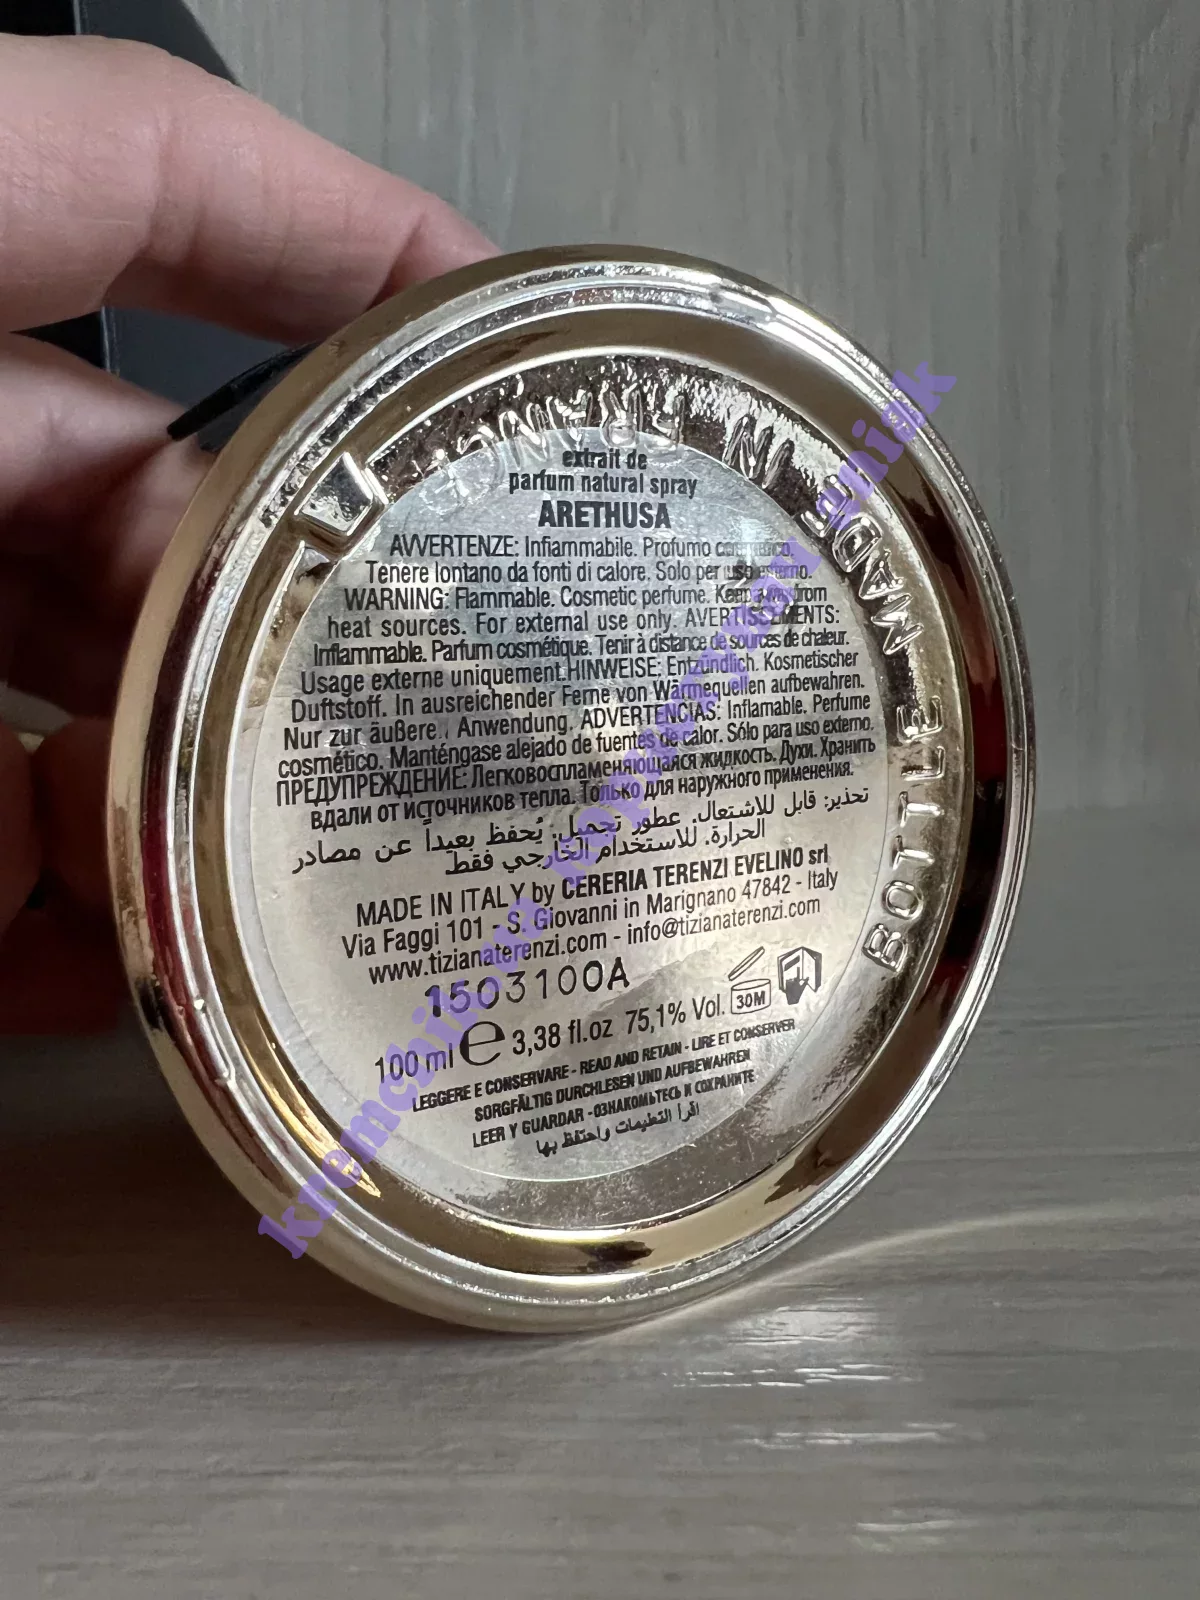 extrait de
parfum natural spray
ARETHUSA
AVVERTENZE: Infiammabile. Profumo cosmetico.
Tenere lontano da fonti di calore. Solo per uso esterno.
WARNING: Flammable. Cosmetic perfume. Keep away from
heat sources. For external use only. AVERTISSEMENTS:
Inflammable. Parfum cosmétique. Tenir à distance de sources de chaleur.
Usage externe uniquement.HINWEISE: Entzündlich. Kosmetischer
Duftstoff. In ausreichender Ferne von Wärmequellen aufbewahren.
Nur zur äußere.. Anwendung. ADVERTENCIAS: Inflamable. Perfume
cosmético. Manténgase alejado de fuentes de calor. Sólo para uso externo.
ПРЕДУПРЕЖДЕНИЕ: Легковоспламеняющаяся жидкость. Духи. Хранить
вдали от источников тепла. Только для наружного применения.
تحذير: قابل للاشتعال. عطور تجميل. يُحفظ بعيداً عن مصادر
الحرارة. للاستخدام الخارجي فقط
MADE IN ITALY by CERERIA TERENZI EVELINO srl
Via Faggi 101 - S. Giovanni in Marignano 47842 - Italy
www.tizianaterenzi.com - info@tizianaterenzi.com
1503100A
100 ml e 3,38 fl.oz 75,1% Vol. 30M
LEGGERE E CONSERVARE - READ AND RETAIN - LIRE ET CONSERVER
SORGFÄLTIG DURCHLESEN UND AUFBEWAHREN
LEER Y GUARDAR - ОЗНАКОМЬТЕСЬ И СОХРАНИТЕ
اقرأ التعليمات واحتفظ بها
BOTTLE MADE IN FRANCE